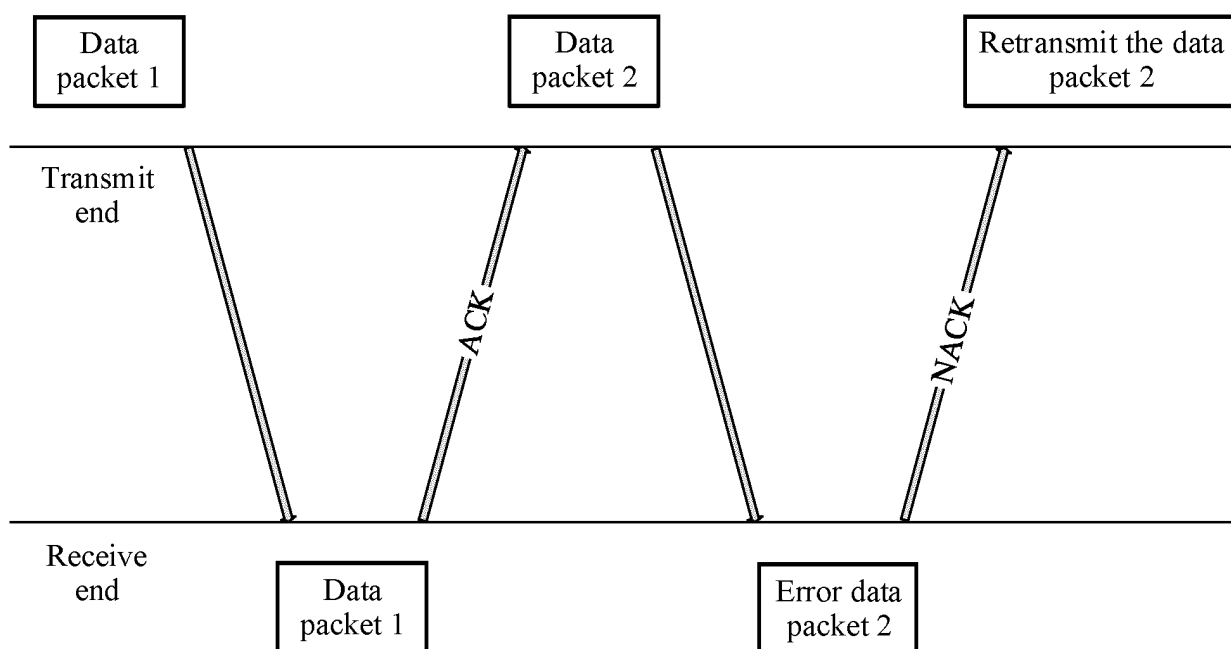 Data
packet 1
Data
packet 2
Retransmit the data
packet 2
Transmit
end
ACK
NACK
Receive
end
Data
packet 1
Error data
packet 2